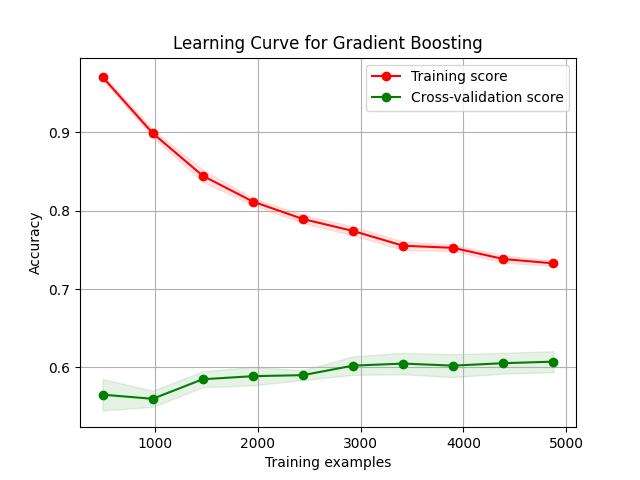 Learning Curve for Gradient Boosting
Training score
Cross-validation score
0.9
0.8
0.7
0.6
Accuracy
1000 2000 3000 4000 5000
Training examples